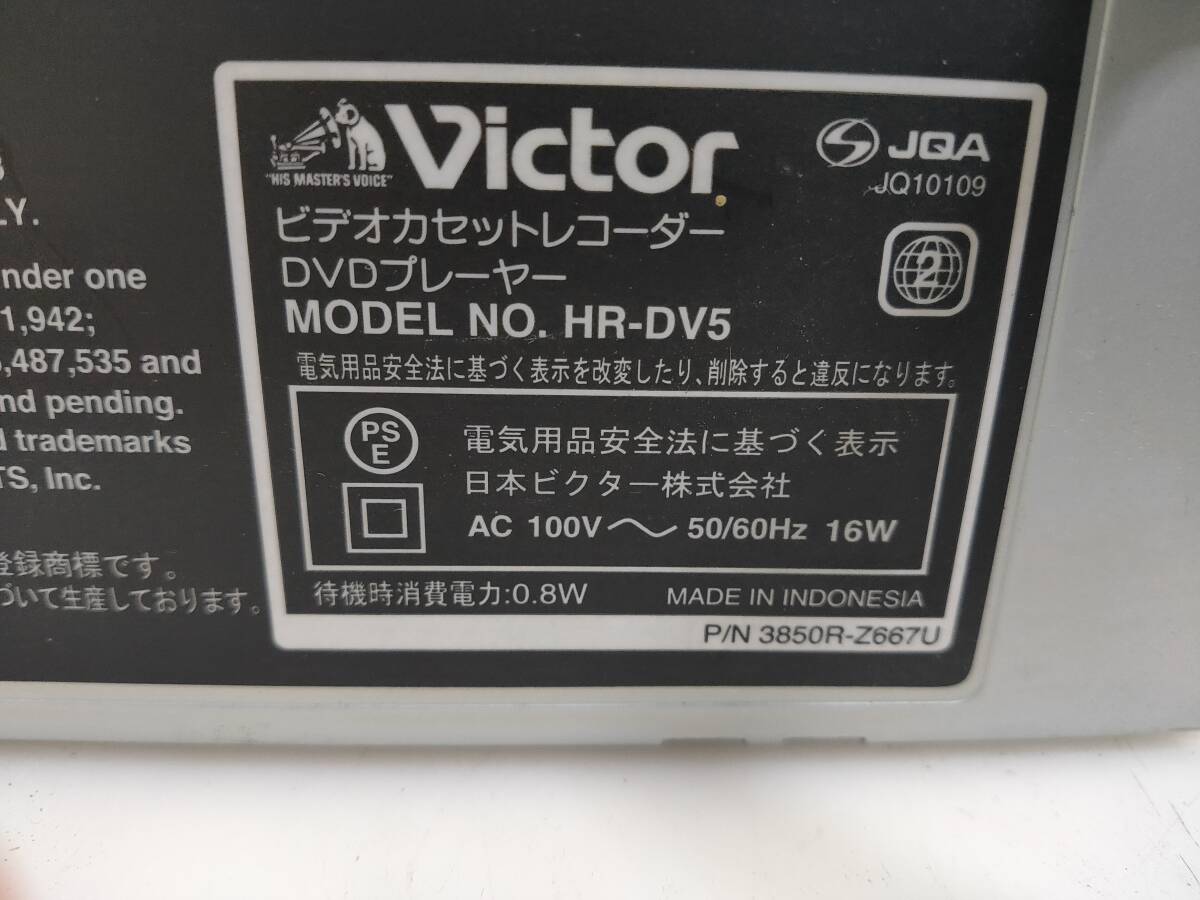 LY.
nder one
1,942;
,487,535 and
nd pending.
d trademarks
TS, Inc.
登録商標です。
づいて生産しております。
"HIS MASTER'S VOICE"
Victor
JQA
JQ10109
ビデオカセットレコーダー
DVDプレーヤー
2
MODEL NO. HR-DV5
電気用品安全法に基づく表示を改変したり、削除すると違反になります。
PS
E
電気用品安全法に基づく表示
日本ビクター株式会社
AC 100V 〜 50/60Hz 16W
待機時消費電力:0.8W
MADE IN INDONESIA
P/N 3850R-Z667U